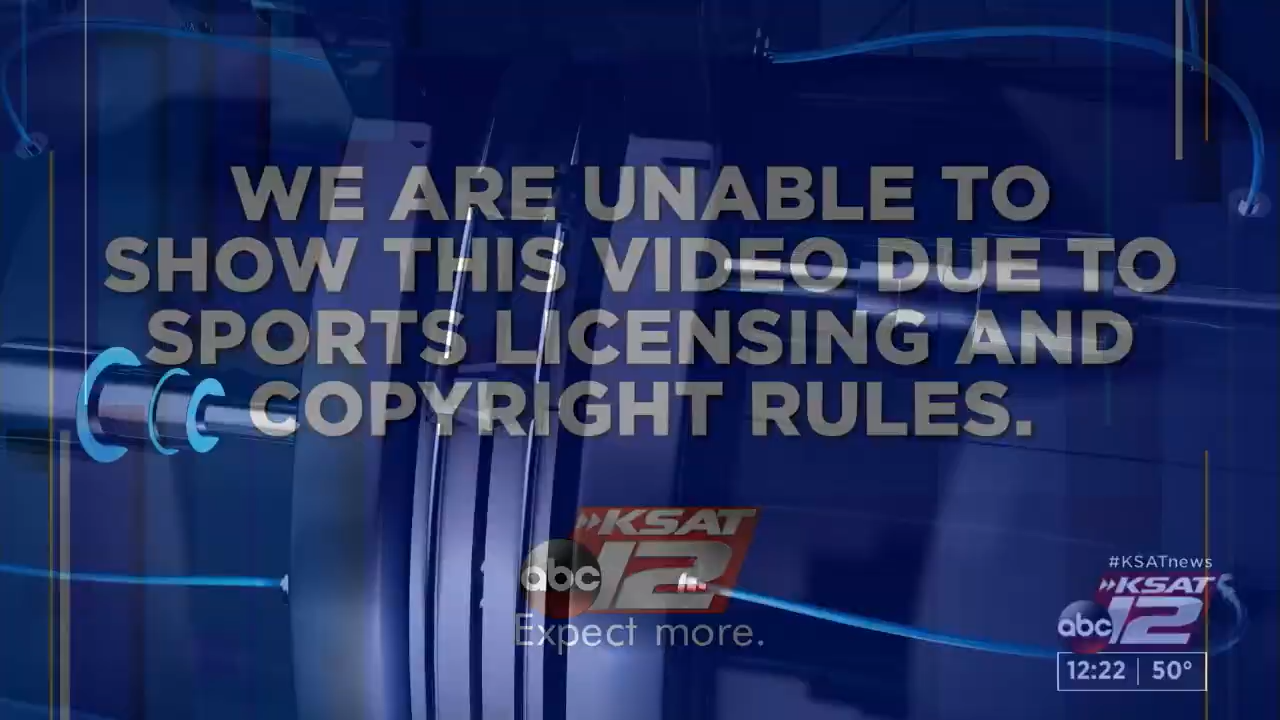 WE ARE UNABLE TO
SHOW THIS VIDEO DUE TO
SPORTS LICENSING AND
COPYRIGHT RULES.
KSAT
abc 12
Expect more.
#KSATnews
KSAT
abc 12
12:22 50°